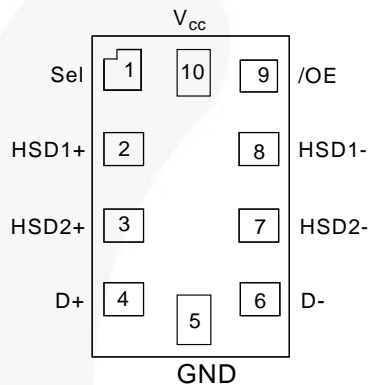 Vcc
Sel 1 10 9 /OE
HSD1+ 2 8 HSD1-
HSD2+ 3 7 HSD2-
D+ 4 5 6 D-
GND